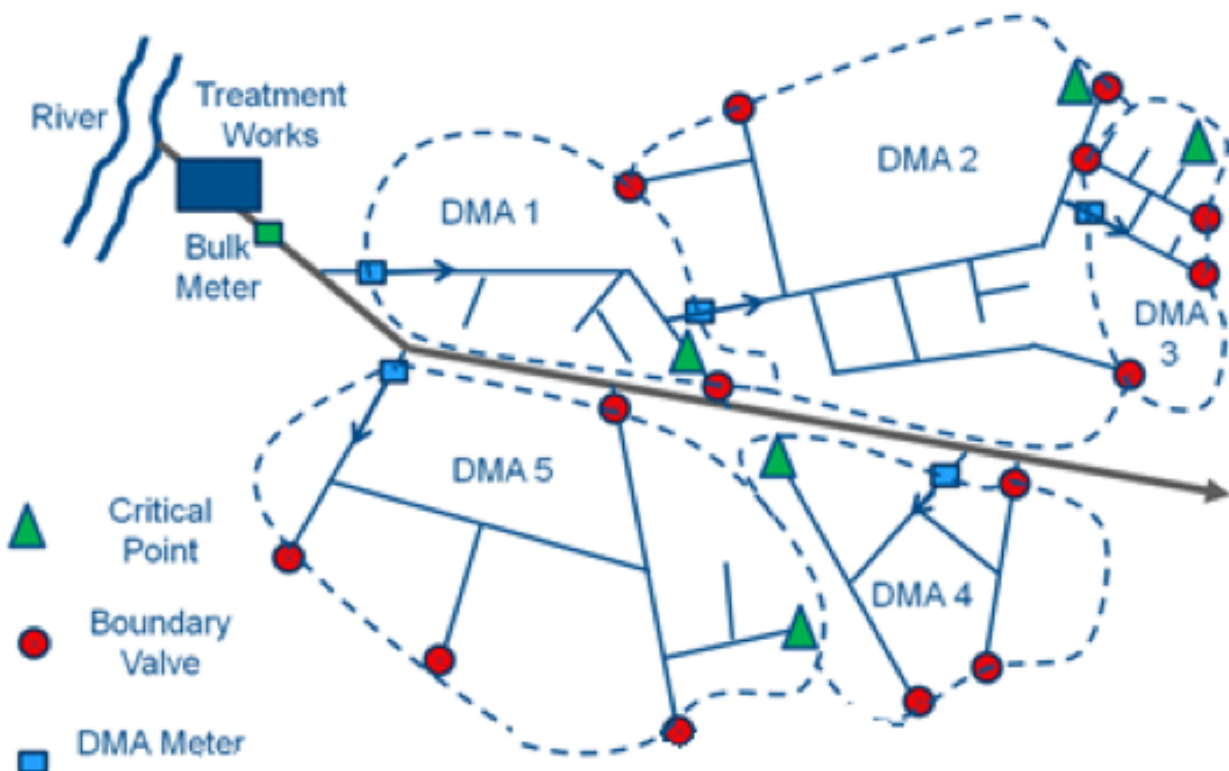 River
Treatment
Works
Bulk
Meter
DMA 1
DMA 2
DMA
3
DMA 5
DMA 4
Critical
Point
Boundary
Valve
DMA Meter